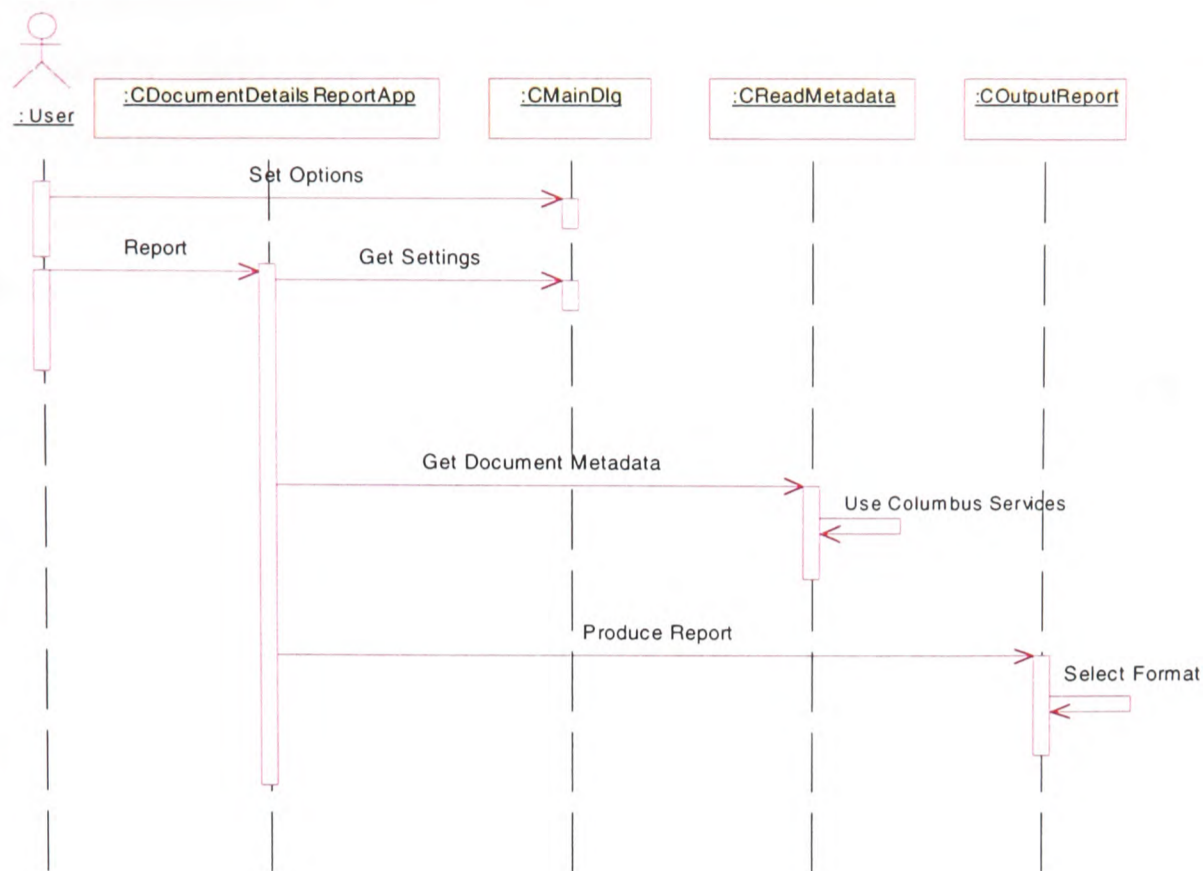 : User
:CDocumentDetailsReportApp
:CMainDlg
:CReadMetadata
:COutputReport
Set Options
Report
Get Settings
Get Document Metadata
Use Columbus Services
Produce Report
Select Format